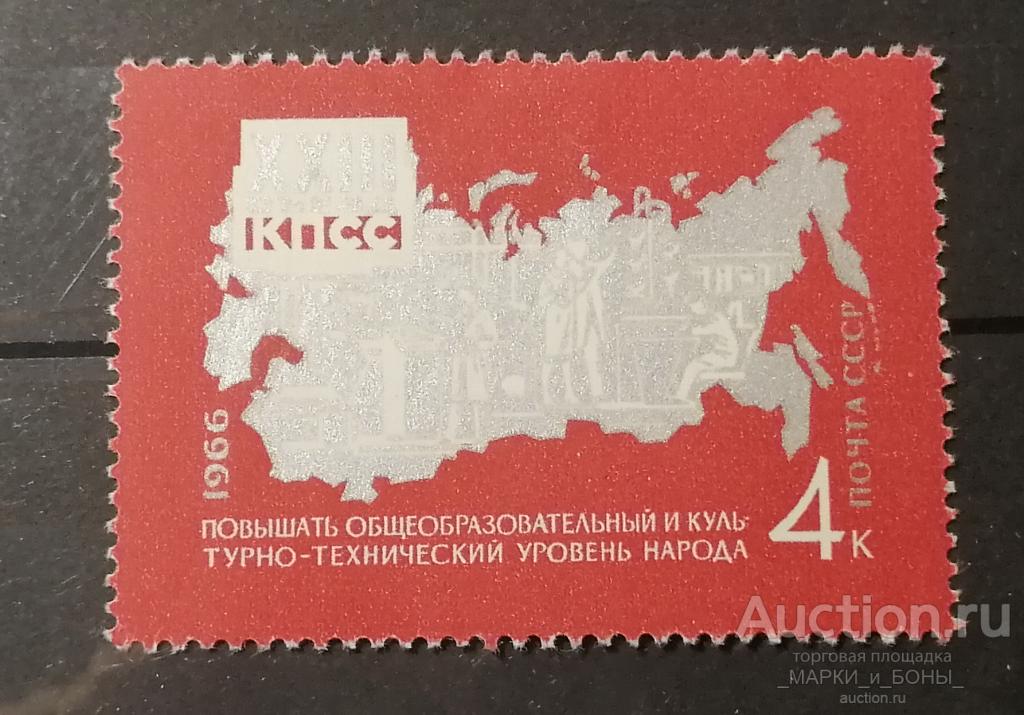 XXIII
КПСС
1966
ПОЧТА СССР
ПОВЫШАТЬ ОБЩЕОБРАЗОВАТЕЛЬНЫЙ И КУЛЬ-
ТУРНО-ТЕХНИЧЕСКИЙ УРОВЕНЬ НАРОДА
4к
Auction.ru
торговая площадка
_МАРКИ_и_БОНЫ_
auction.ru